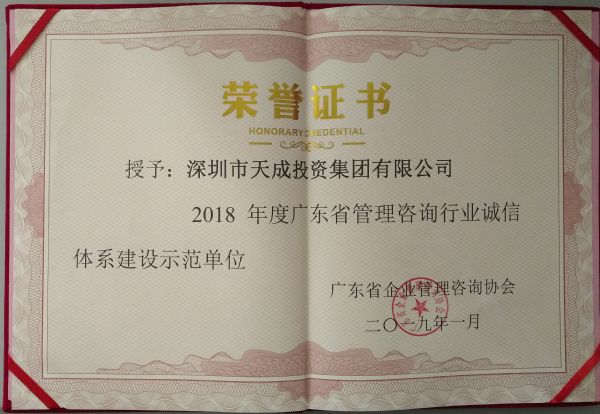 荣誉证书
HONORARY CREDENTIAL
授予：深圳市天成投资集团有限公司
2018 年度广东省管理咨询行业诚信
体系建设示范单位
广东省企业管理咨询协会
二〇一九年一月